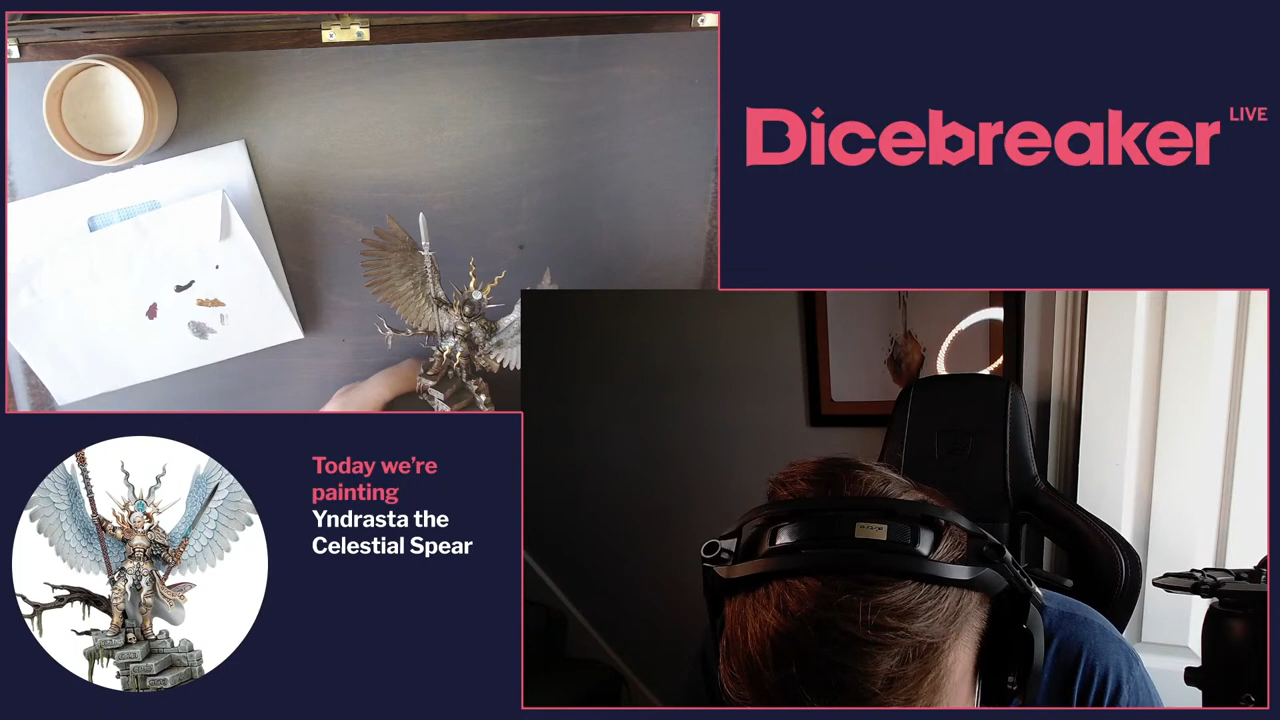 Dicebreaker LIVE
Today we're
painting
Yndrasta the
Celestial Spear